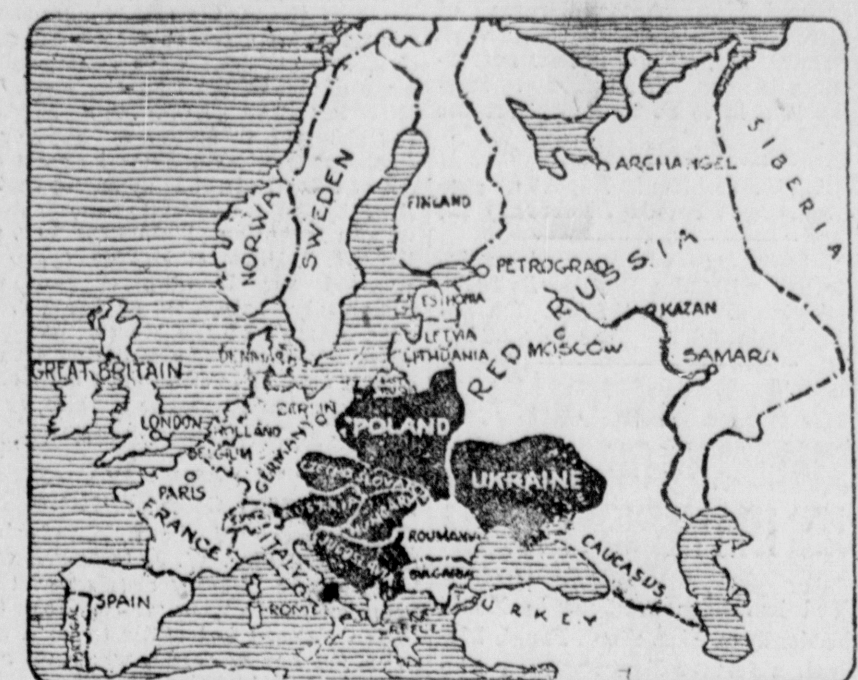 SIBERIA
ARCHANGEL
NORWAY
SWEDEN
FINLAND
PETROGRAD
RED RUSSIA
ESTHONIA
KAZAN
LETVIA
LITHUANIA
MOSCOW
SAMARA
DENMARK
GREAT BRITAIN
LONDON
HOLLAND
BERLIN
POLAND
BELGIUM
GERMANY
UKRAINE
PARIS
FRANCE
ITALY
ROUMANIA
CAUCASUS
BULGARIA
SPAIN
PORTUGAL
ROME
TURKEY